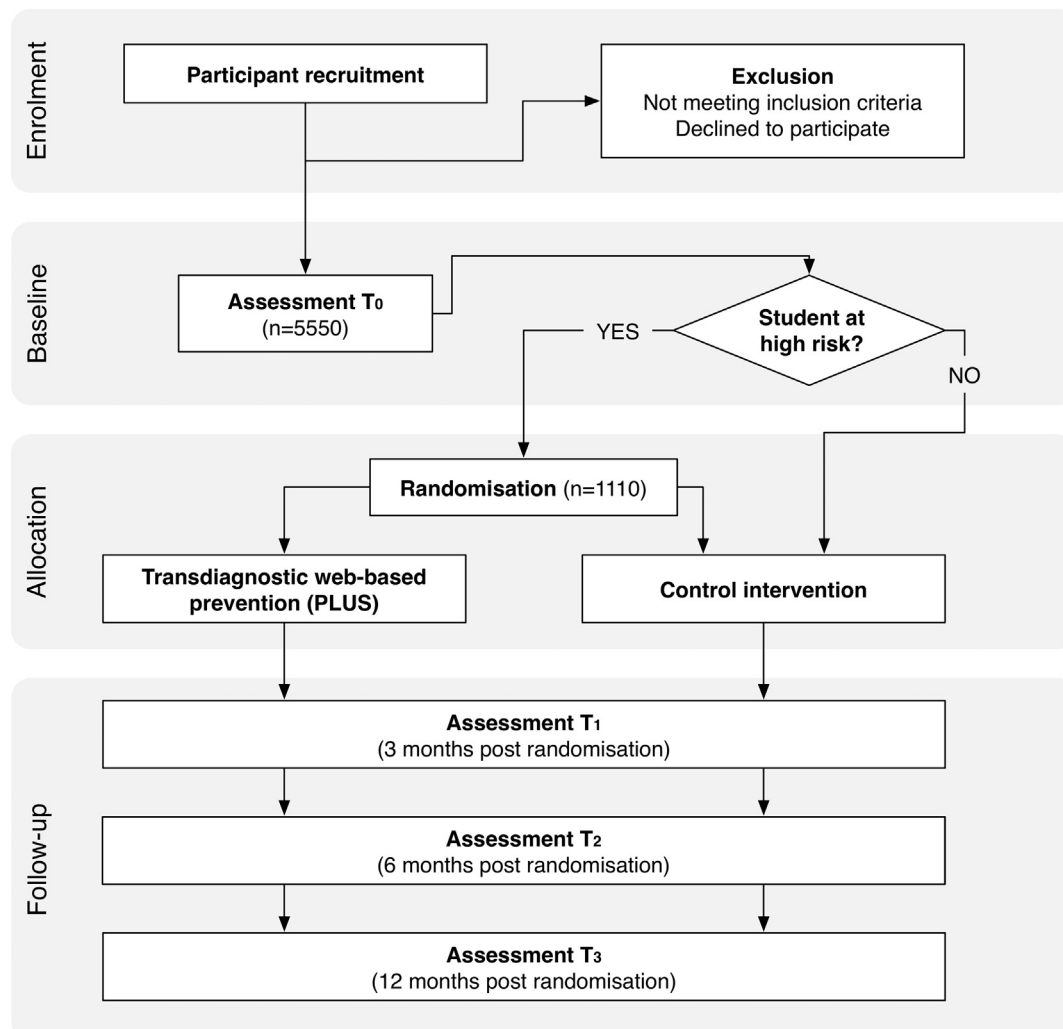 Enrolment
Participant recruitment
Exclusion
Not meeting inclusion criteria
Declined to participate
Baseline
Assessment T0
(n=5550)
Student at
high risk?
YES
NO
Allocation
Randomisation (n=1110)
Transdiagnostic web-based
prevention (PLUS)
Control intervention
Follow-up
Assessment T1
(3 months post randomisation)
Assessment T2
(6 months post randomisation)
Assessment T3
(12 months post randomisation)